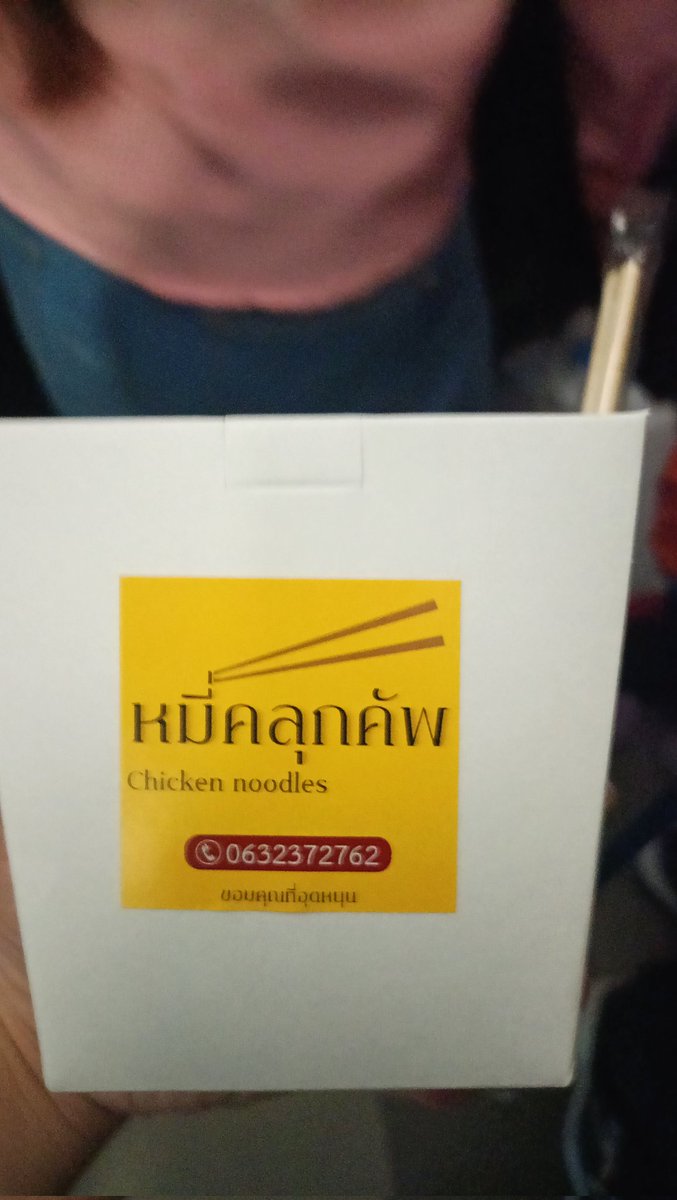 หมี่คลุกคัพ
Chicken noodles
0632372762
ขอบคุณที่อุดหนุน